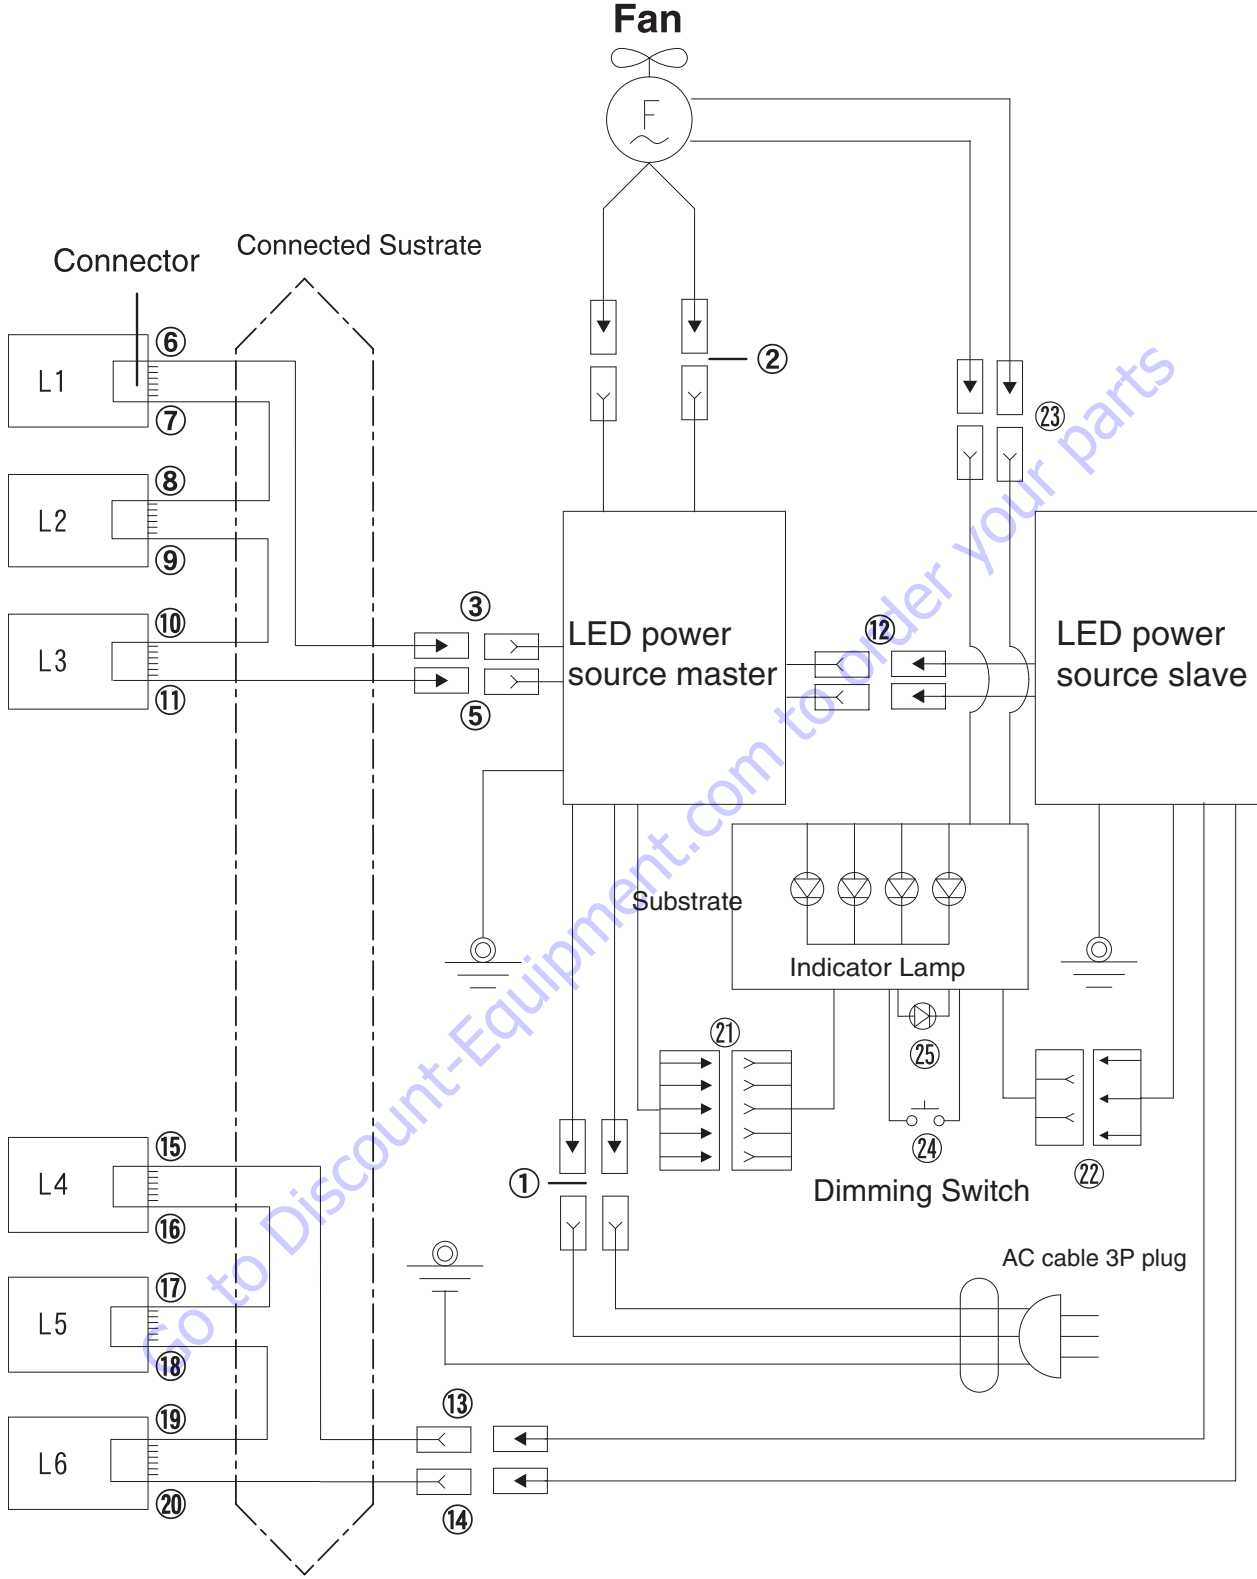 Fan
F
Connected Sustrate
Connector
⑥
L1
②
⑦
㉓
⑧
L2
⑨
③
⑩
L3
LED power
source master
⑫
LED power
source slave
⑪
⑤
Substrate
Indicator Lamp
㉑
㉕
⑮
L4
①
㉔
㉒
Dimming Switch
⑯
AC cable 3P plug
⑰
L5
⑱
⑬
⑲
L6
⑳
⑭
Go to Discount-Equipment.com to order your parts